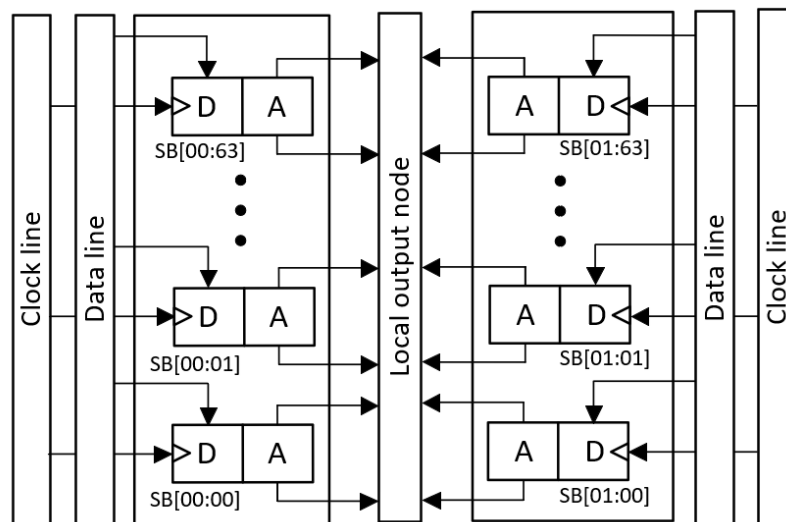 Clock line
Data line
D A
SB[00:63]
D A
SB[00:01]
D A
SB[00:00]
Local output node
A D
SB[01:63]
A D
SB[01:01]
A D
SB[01:00]
Data line
Clock line